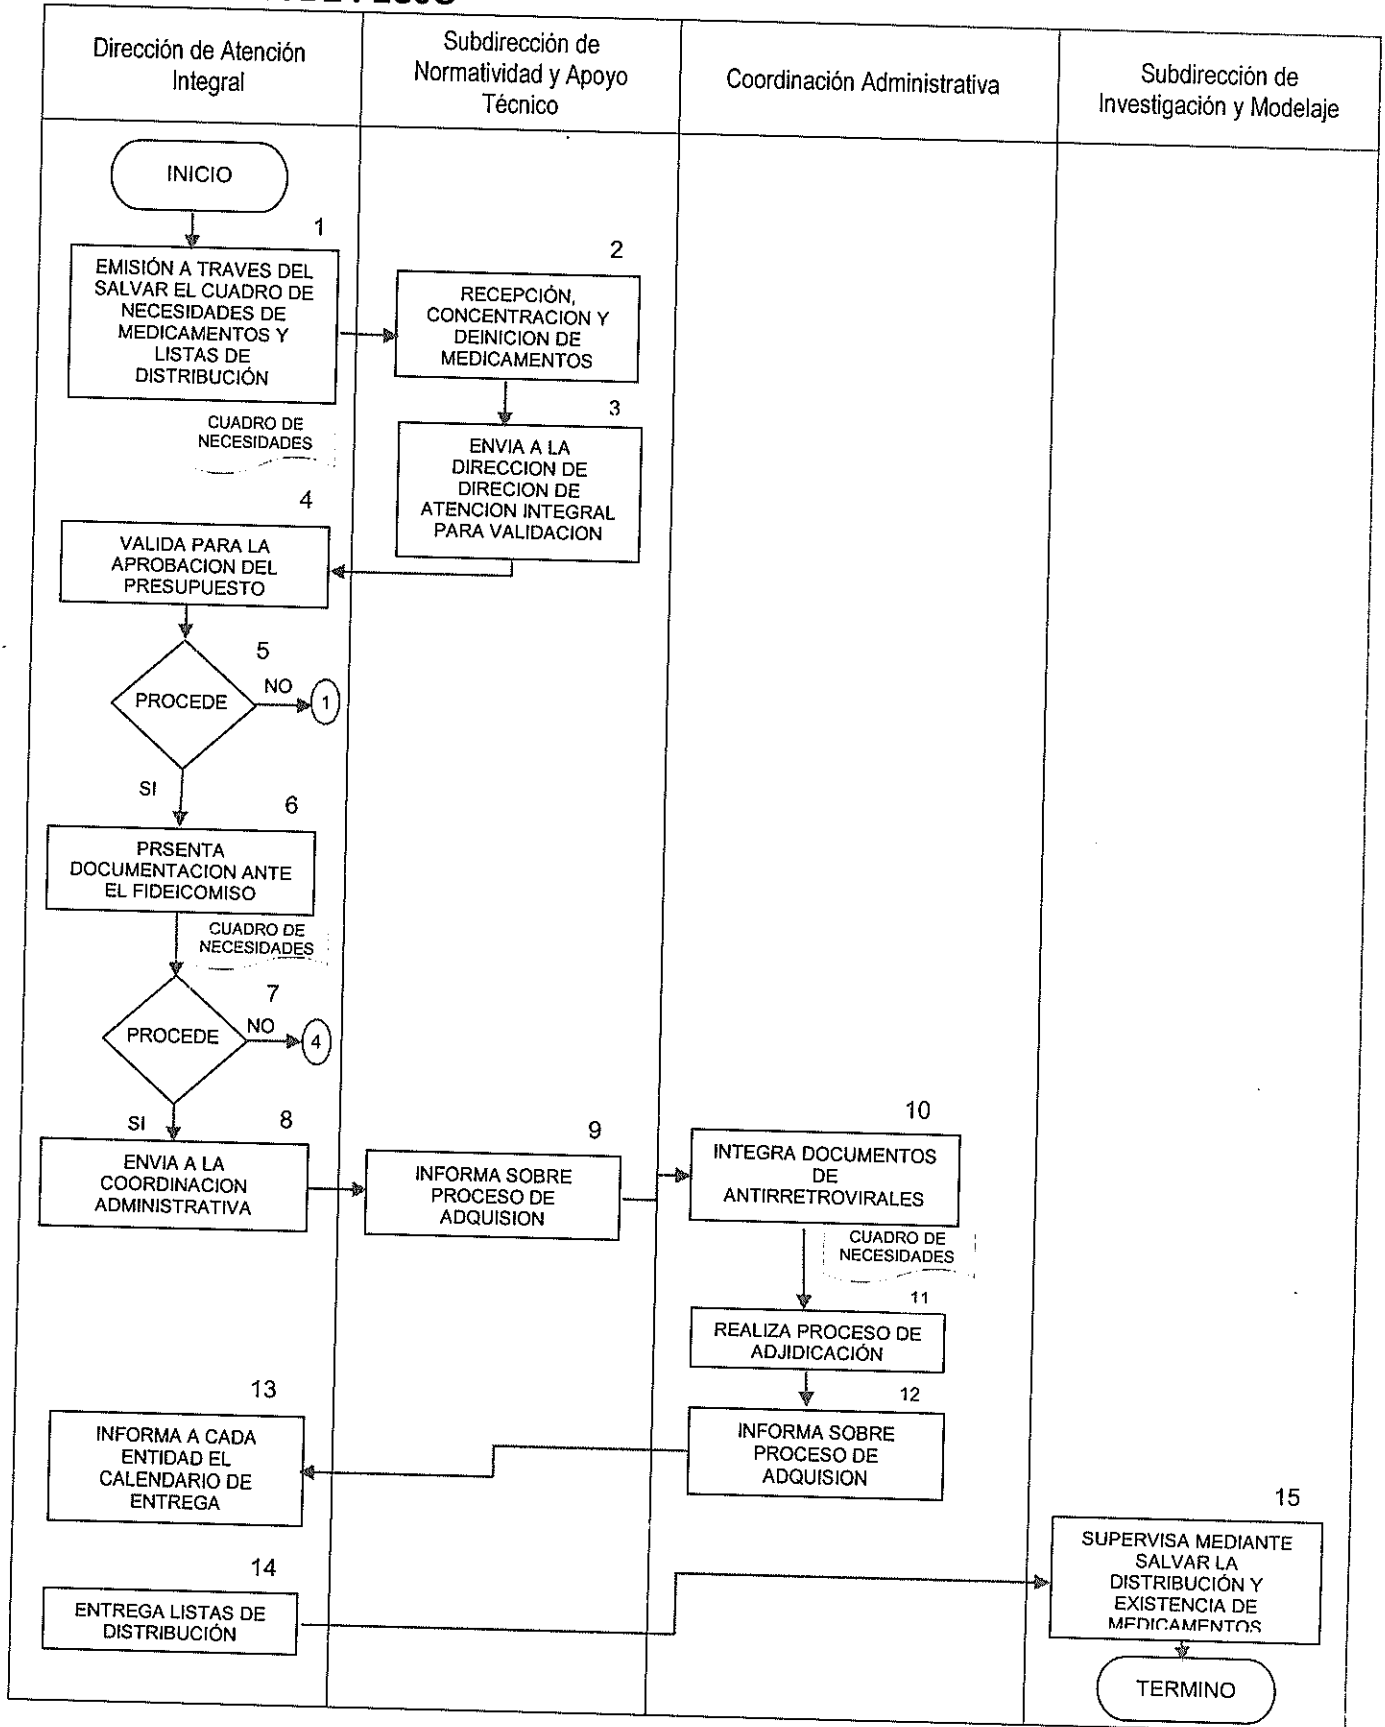 Dirección de Atención
Integral
Subdirección de
Normatividad y Apoyo
Técnico
Coordinación Administrativa
Subdirección de
Investigación y Modelaje
INICIO
1
EMISIÓN A TRAVES DEL
SALVAR EL CUADRO DE
NECESIDADES DE
MEDICAMENTOS Y
LISTAS DE
DISTRIBUCIÓN
CUADRO DE
NECESIDADES
2
RECEPCIÓN,
CONCENTRACION Y
DEINICION DE
MEDICAMENTOS
3
ENVIA A LA
DIRECCION DE
DIRECION DE
ATENCION INTEGRAL
PARA VALIDACION
4
VALIDA PARA LA
APROBACION DEL
PRESUPUESTO
5
PROCEDE
NO
1
SI
6
PRSENTA
DOCUMENTACION ANTE
EL FIDEICOMISO
CUADRO DE
NECESIDADES
7
PROCEDE
NO
4
SI
8
ENVIA A LA
COORDINACION
ADMINISTRATIVA
9
INFORMA SOBRE
PROCESO DE
ADQUISION
10
INTEGRA DOCUMENTOS
DE
ANTIRRETROVIRALES
CUADRO DE
NECESIDADES
11
REALIZA PROCESO DE
ADJIDICACIÓN
12
INFORMA SOBRE
PROCESO DE
ADQUISION
13
INFORMA A CADA
ENTIDAD EL
CALENDARIO DE
ENTREGA
14
ENTREGA LISTAS DE
DISTRIBUCIÓN
15
SUPERVISA MEDIANTE
SALVAR LA
DISTRIBUCIÓN Y
EXISTENCIA DE
MEDICAMENTOS
TERMINO